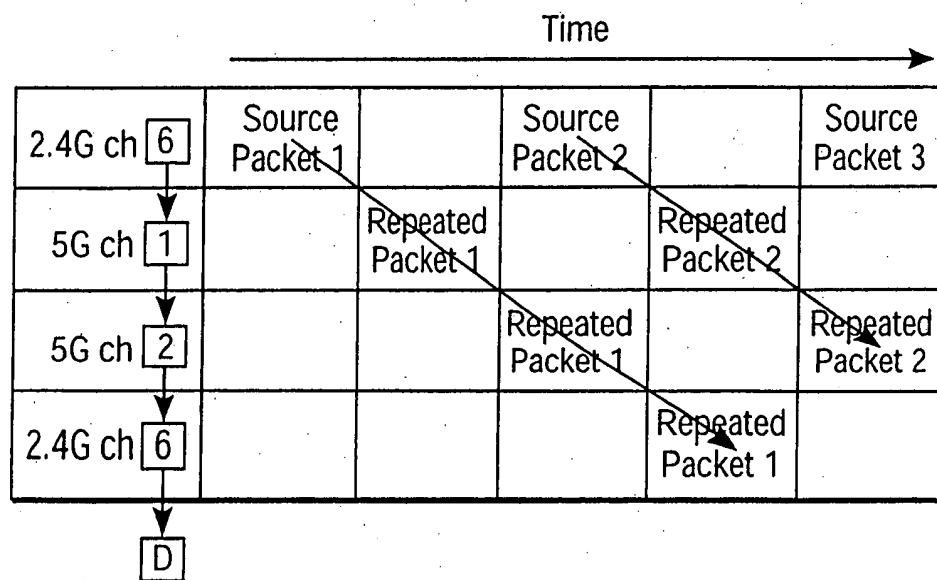 Time
2.4G ch 6
Source Packet 1
Source Packet 2
Source Packet 3
5G ch 1
Repeated Packet 1
Repeated Packet 2
5G ch 2
Repeated Packet 1
Repeated Packet 2
2.4G ch 6
Repeated Packet 1
D